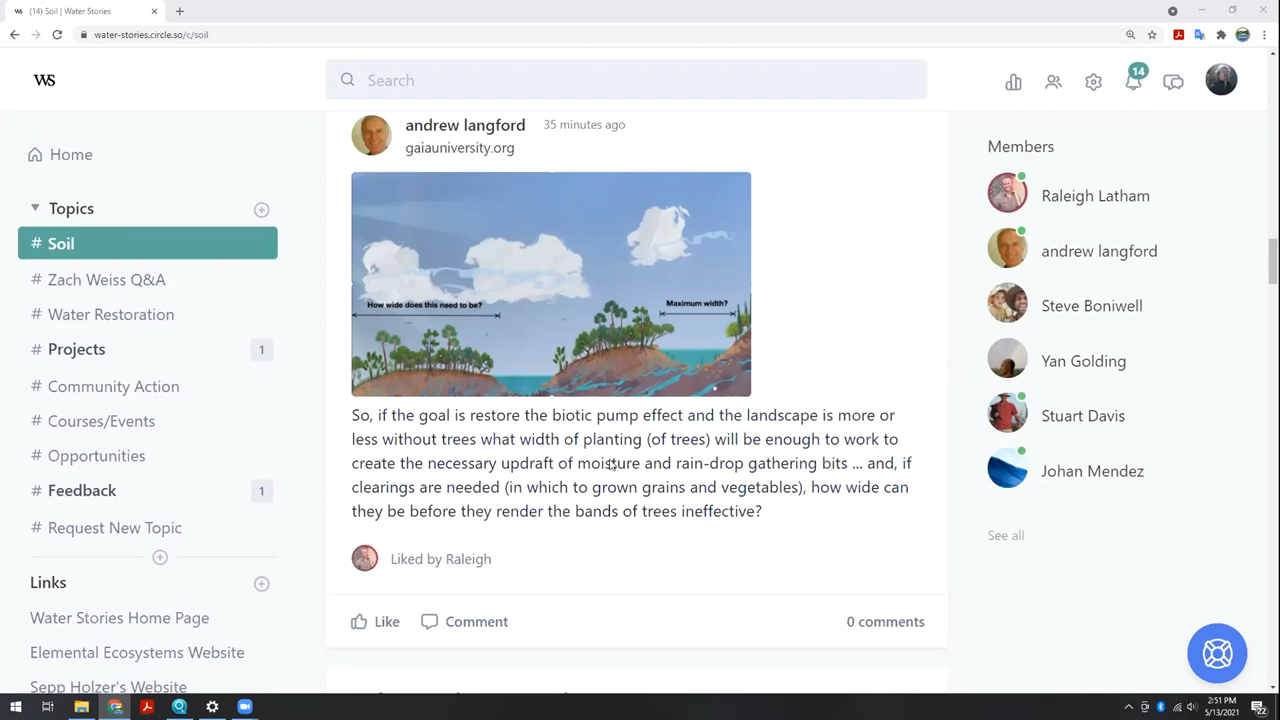 (14) Soil | Water Stories
water-stories.circle.so/c/soil
WS
Search
14
Home
Topics
# Soil
# Zach Weiss Q&A
# Water Restoration
# Projects 1
# Community Action
# Courses/Events
# Opportunities
# Feedback 1
# Request New Topic
Links
Water Stories Home Page
Elemental Ecosystems Website
Sepp Holzer's Website
andrew langford 35 minutes ago
gaiauniversity.org
How wide does this need to be?
Maximum width?
So, if the goal is restore the biotic pump effect and the landscape is more or
less without trees what width of planting (of trees) will be enough to work to
create the necessary updraft of moisture and rain-drop gathering bits ... and, if
clearings are needed (in which to grown grains and vegetables), how wide can
they be before they render the bands of trees ineffective?
Liked by Raleigh
Like Comment 0 comments
Members
Raleigh Latham
andrew langford
Steve Boniwell
Yan Golding
Stuart Davis
Johan Mendez
See all
2:51 PM
5/13/2021
22